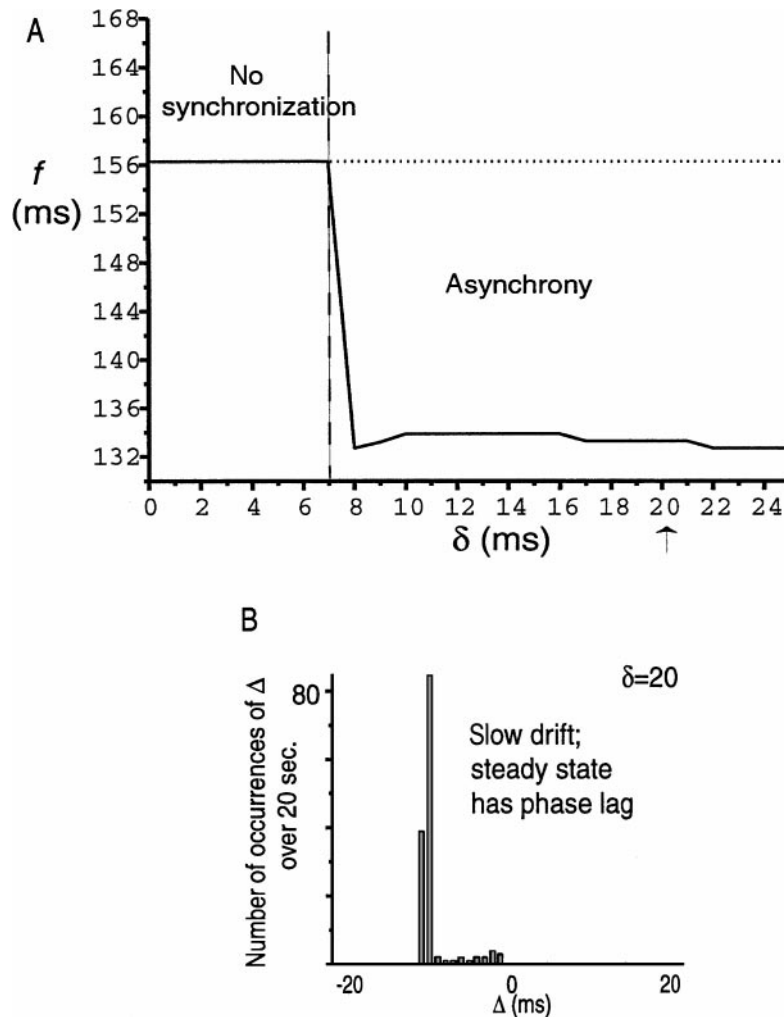 A
168
164
160
156
152
148
144
140
136
132
f
(ms)
No
synchronization
Asynchrony
0 2 4 6 8 10 12 14 16 18 20 22 24
δ (ms)
B
Number of occurrences of Δ
over 20 sec.
80
δ=20
Slow drift;
steady state
has phase lag
-20 0 20
Δ (ms)